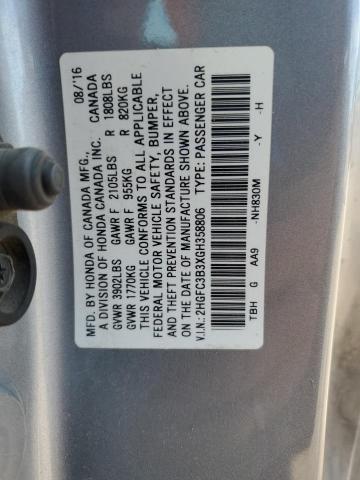 MFD. BY HONDA OF CANADA MFG. 08/'16
A DIVISION OF HONDA CANADA INC. CANADA
GVWR 3902LBS GAWR F 2105LBS R 1808LBS
GVWR 1770KG GAWR F 955KG R 820KG
THIS VEHICLE CONFORMS TO ALL APPLICABLE
FEDERAL MOTOR VEHICLE SAFETY, BUMPER,
AND THEFT PREVENTION STANDARDS IN EFFECT
ON THE DATE OF MANUFACTURE SHOWN ABOVE.
V.I.N.: 2HGFC3B3XGH358806 TYPE: PASSENGER CAR
TBH G AA9 -NH830M -Y -H